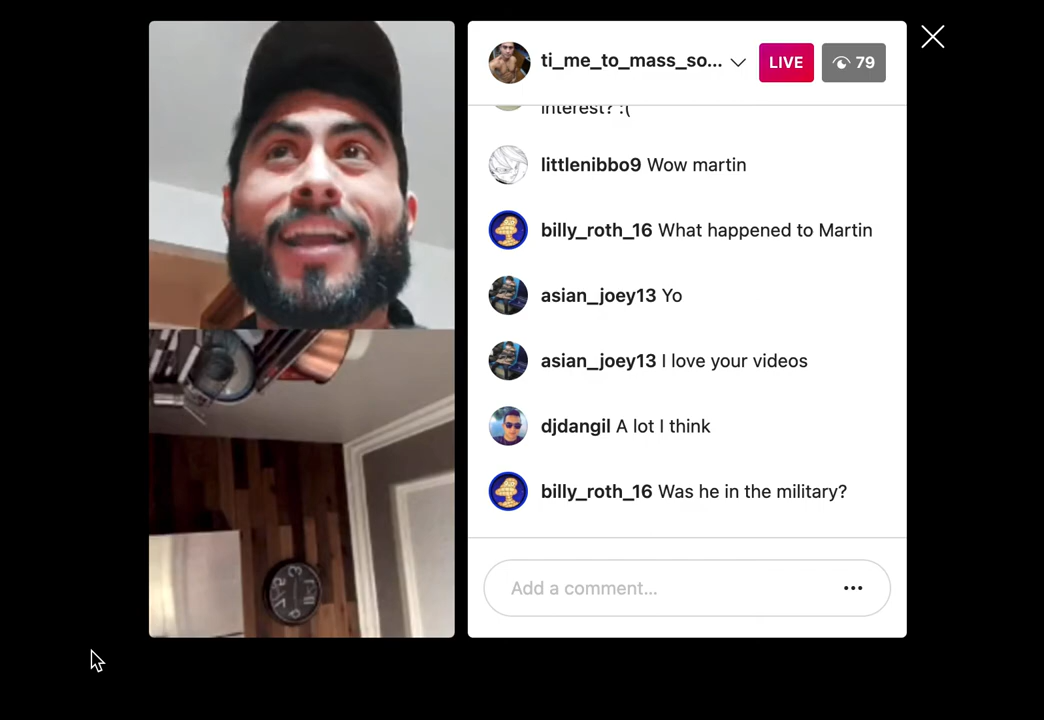 ti_me_to_mass_so...
LIVE
79
interest? :(
littlenibbo9 Wow martin
billy_roth_16 What happened to Martin
asian_joey13 Yo
asian_joey13 I love your videos
djdangil A lot I think
billy_roth_16 Was he in the military?
Add a comment...